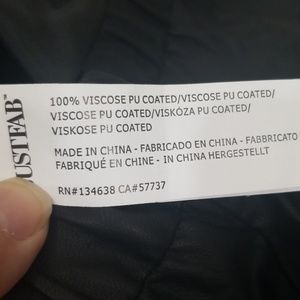 USTFAB™
100% VISCOSE PU COATED/VISCOSE PU COATED/
VISCOSE PU COATED/VISKÓZA PU COATED/
VISKOSE PU COATED
MADE IN CHINA - FABRICADO EN CHINA - FABBRICATO
FABRIQUÉ EN CHINE - IN CHINA HERGESTELLT
RN#134638 CA#57737